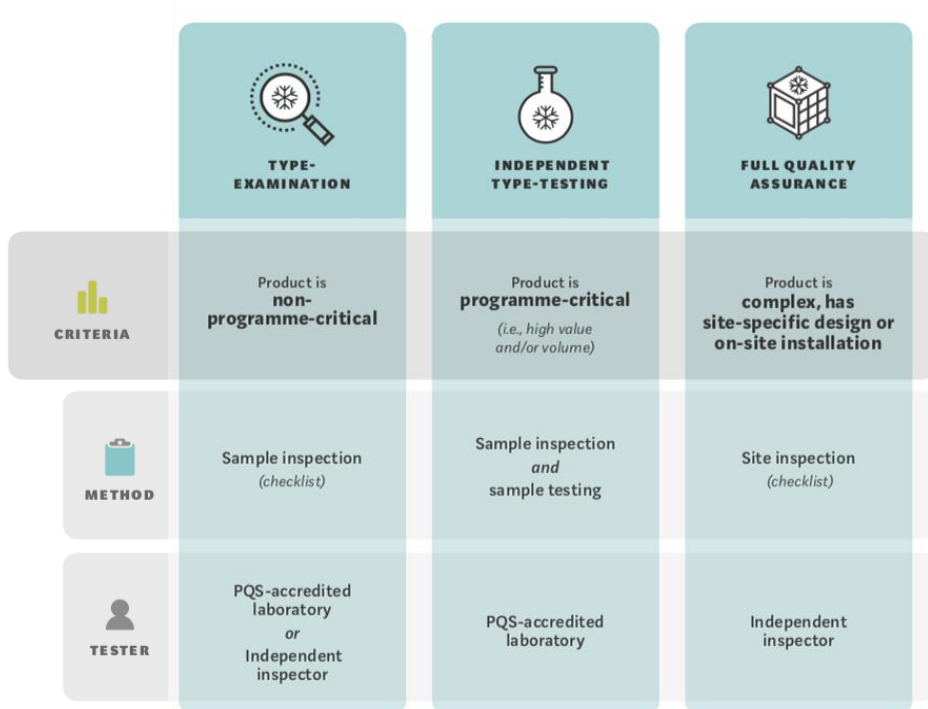 TYPE-
EXAMINATION
INDEPENDENT
TYPE-TESTING
FULL QUALITY
ASSURANCE
CRITERIA
Product is
non-
programme-critical
Product is
programme-critical
(i.e., high value
and/or volume)
Product is
complex, has
site-specific design or
on-site installation
METHOD
Sample inspection
(checklist)
Sample inspection
and
sample testing
Site inspection
(checklist)
TESTER
PQS-accredited
laboratory
or
Independent
inspector
PQS-accredited
laboratory
Independent
inspector